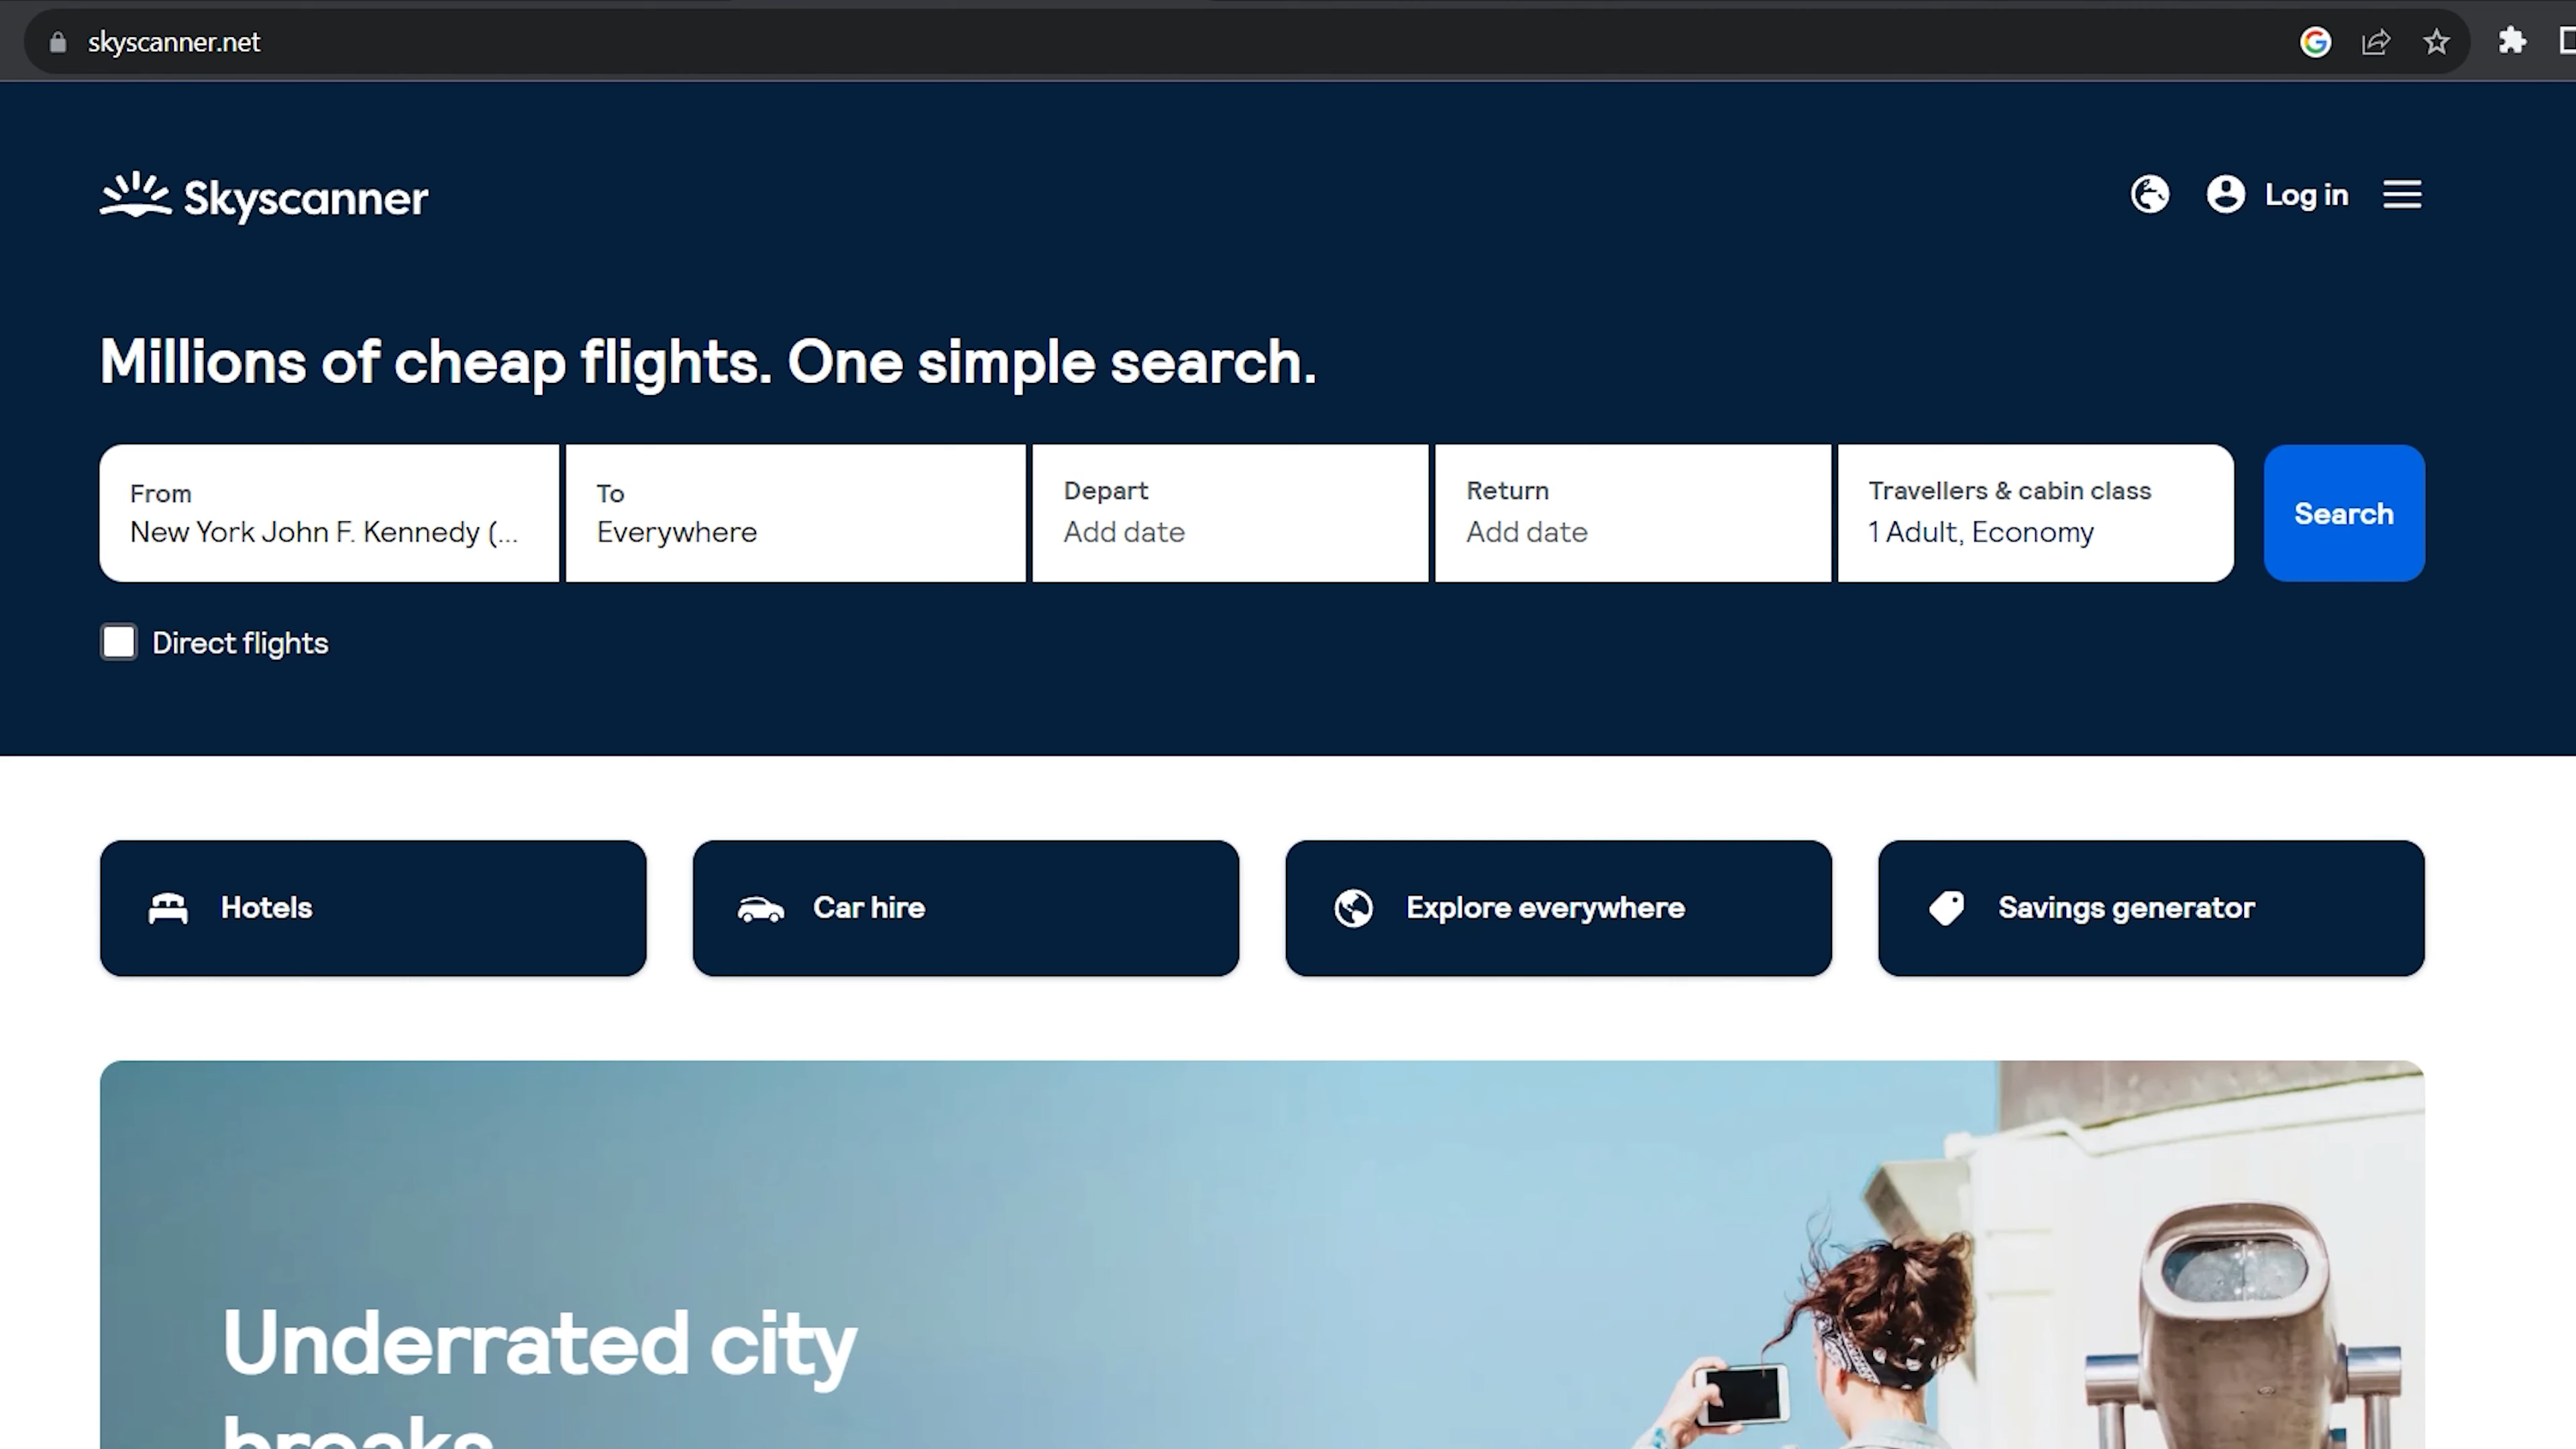 skyscanner.net
Skyscanner
Log in
Millions of cheap flights. One simple search.
From
New York John F. Kennedy (...
To
Everywhere
Depart
Add date
Return
Add date
Travellers & cabin class
1 Adult, Economy
Search
Direct flights
Hotels
Car hire
Explore everywhere
Savings generator
Underrated city
breaks